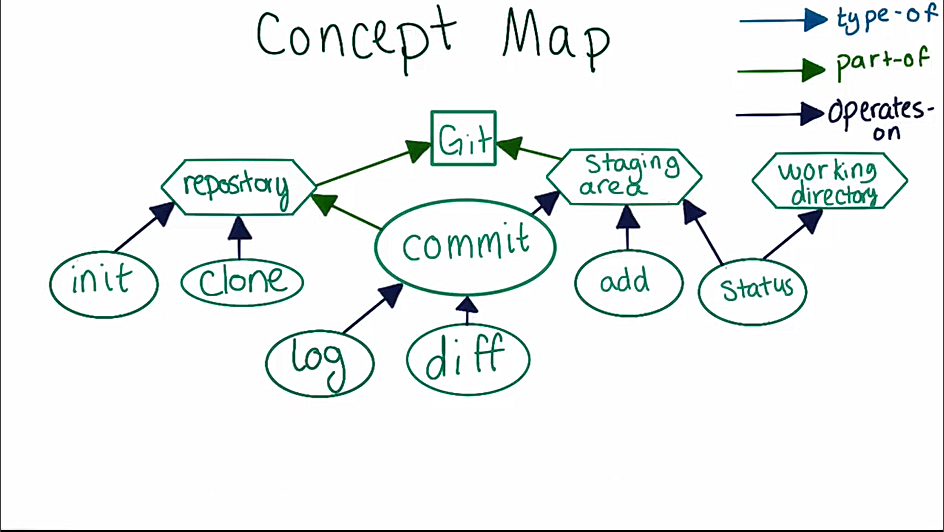 Concept Map
type-of
part-of
operates-
on
Git
repository
Staging
area
working
directory
commit
init
clone
add
Status
log
diff